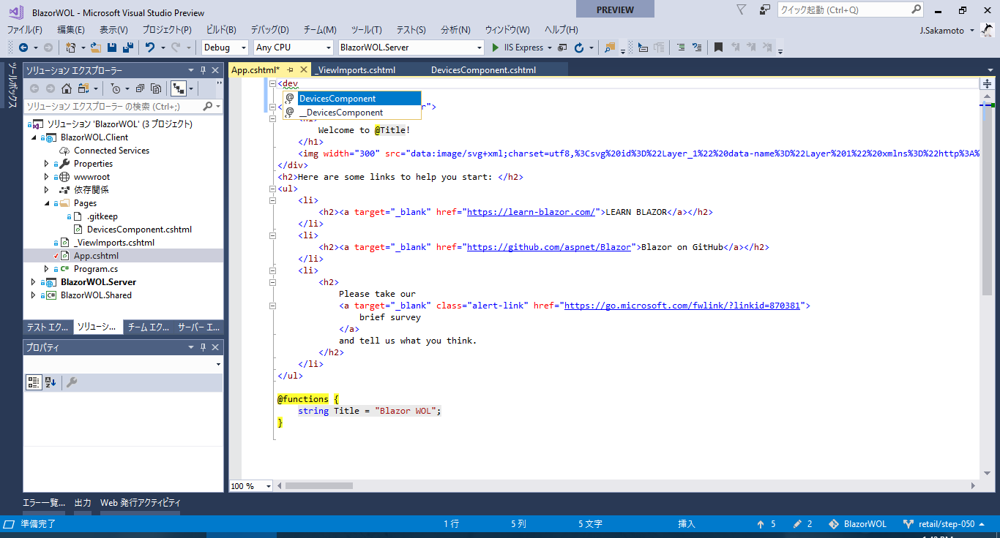 BlazorWOL - Microsoft Visual Studio Preview
PREVIEW
クイック起動 (Ctrl+Q)
ファイル(F) 編集(E) 表示(V) プロジェクト(P) ビルド(B) デバッグ(D) チーム(M) ツール(T) テスト(S) 分析(N) ウィンドウ(W) ヘルプ(H)
J.Sakamoto
Debug Any CPU BlazorWOL.Server IIS Express
ツールボックス
ソリューション エクスプローラー
ソリューション エクスプローラー の検索 (Ctrl+;)
ソリューション 'BlazorWOL' (3 プロジェクト)
BlazorWOL.Client
Connected Services
Properties
wwwroot
依存関係
Pages
.gitkeep
DevicesComponent.cshtml
_ViewImports.cshtml
App.cshtml
C# Program.cs
BlazorWOL.Server
C# BlazorWOL.Shared
テスト エク... ソリューシ... チーム エク... サーバー エ...
プロパティ
App.cshtml* _ViewImports.cshtml DevicesComponent.cshtml
<dev
DevicesComponent
__DevicesComponent
Welcome to @Title!
</h1>
<img width="300" src="data:image/svg+xml;charset=utf8,%3Csvg%20id%3D%22Layer_1%22%20data-name%3D%22Layer%201%22%20xmlns%3D%22http%3A%
</div>
<h2>Here are some links to help you start: </h2>
<ul>
<li>
<h2><a target="_blank" href="https://learn-blazor.com/">LEARN BLAZOR</a></h2>
</li>
<li>
<h2><a target="_blank" href="https://github.com/aspnet/Blazor">Blazor on GitHub</a></h2>
</li>
<li>
<h2>
Please take our
<a target="_blank" class="alert-link" href="https://go.microsoft.com/fwlink/?linkid=870381">
brief survey
</a>
and tell us what you think.
</h2>
</li>
</ul>
@functions {
string Title = "Blazor WOL";
}
100 %
エラー一覧... 出力 Web 発行アクティビティ
準備完了 1 行 5 列 5 文字 挿入 5 2 BlazorWOL retail/step-050